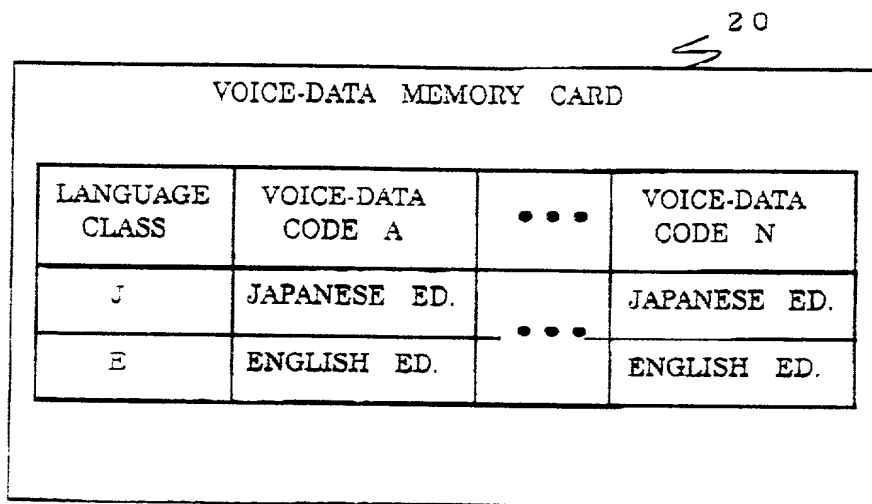 20
VOICE-DATA MEMORY CARD
LANGUAGE CLASS VOICE-DATA CODE A ••• VOICE-DATA CODE N
J JAPANESE ED. ••• JAPANESE ED.
E ENGLISH ED. ENGLISH ED.